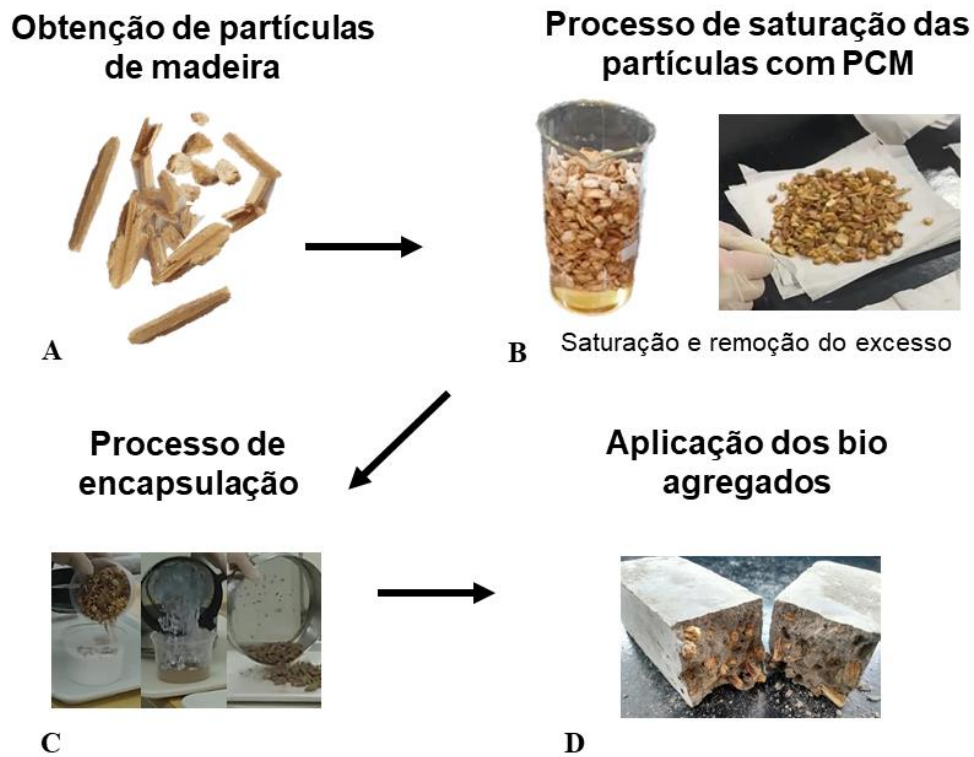 Obtenção de partículas
de madeira
Processo de saturação das
partículas com PCM
A
B
Saturação e remoção do excesso
Processo de
encapsulação
Aplicação dos bio
agregados
C
D